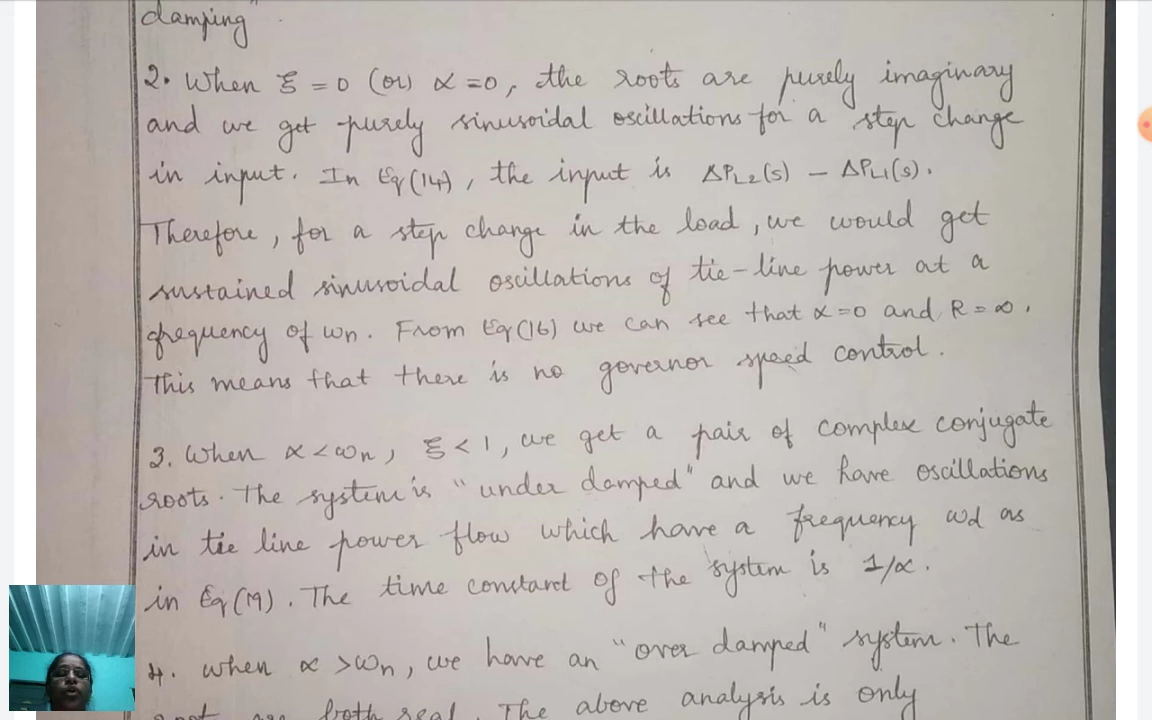 damping"
2. When ξ = 0 (or) α = 0, the roots are purely imaginary
and we get purely sinusoidal oscillations for a step change
in input. In Eq (14), the input is ΔPL2(s) - ΔPL1(s).
Therefore, for a step change in the load, we would get
sustained sinusoidal oscillations of tie-line power at a
frequency of ωn. From Eq (16) we can see that α = 0 and R = ∞.
This means that there is no governor speed control.
3. When α < ωn, ξ < 1, we get a pair of complex conjugate
roots. The system is "under damped" and we have oscillations
in tie line power flow which have a frequency ωd as
in Eq (19). The time constant of the system is 1/α.
4. when α > ωn, we have an "over damped" system. The
are both real. The above analysis is only